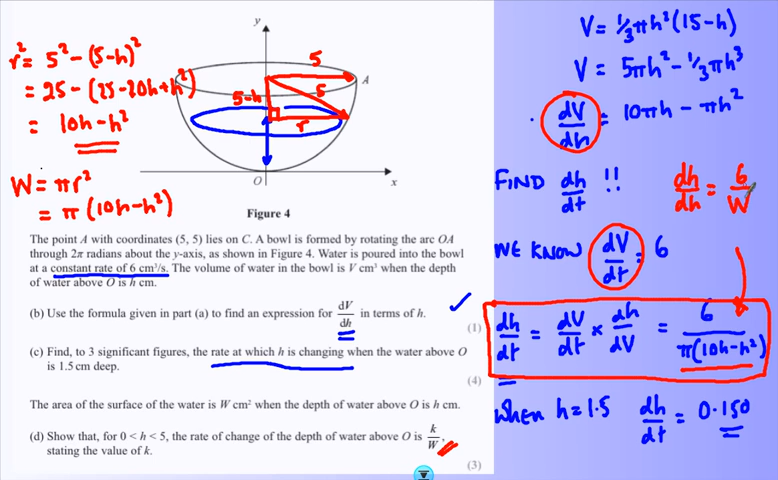 r² = 5² - (5-h)²
= 25 - (25-20h+h²)
= 10h - h²
W = πr²
= π(10h-h²)
y
5
A
5-h
5
r
O
x
Figure 4
The point A with coordinates (5, 5) lies on C. A bowl is formed by rotating the arc OA
through 2π radians about the y-axis, as shown in Figure 4. Water is poured into the bowl
at a constant rate of 6 cm³/s. The volume of water in the bowl is V cm³ when the depth
of water above O is h cm.
(b) Use the formula given in part (a) to find an expression for dV/dh in terms of h.
(1)
(c) Find, to 3 significant figures, the rate at which h is changing when the water above O
is 1.5 cm deep.
(4)
The area of the surface of the water is W cm² when the depth of water above O is h cm.
(d) Show that, for 0 < h < 5, the rate of change of the depth of water above O is k/W,
stating the value of k.
(3)
V = 1/3πh²(15-h)
V = 5πh² - 1/3πh³
dV/dh = 10πh - πh²
FIND dh/dt !!
dh/dh = 6/W
WE KNOW dV/dt = 6
dh/dt = dV/dt × dh/dV = 6/π(10h-h²)
WHEN h = 1.5 dh/dt = 0.150